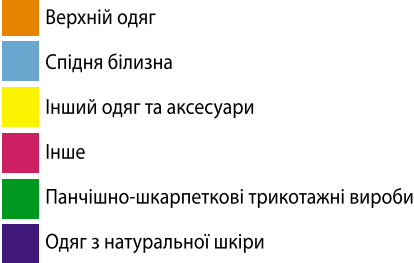 Верхній одяг
Спідня білизна
Інший одяг та аксесуари
Інше
Панчішно-шкарпеткові трикотажні вироби
Одяг з натуральної шкіри